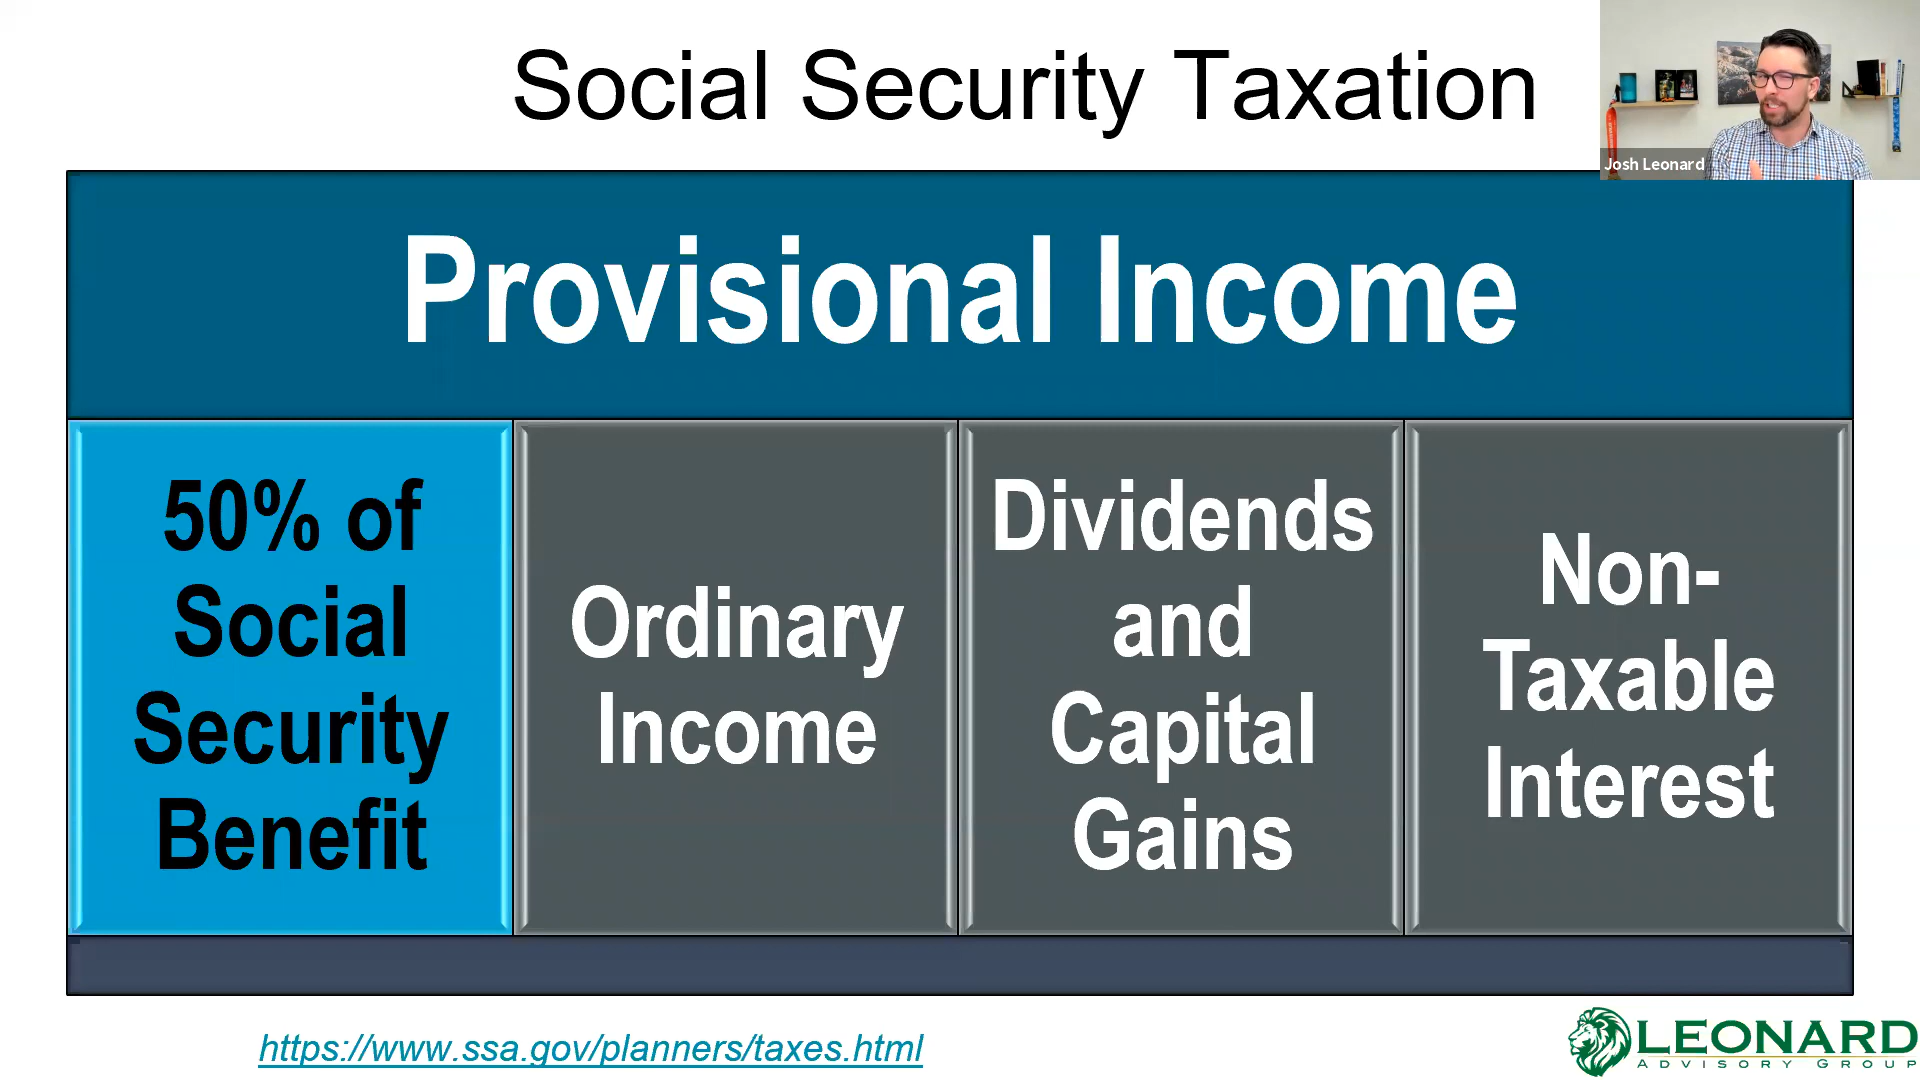 Social Security Taxation
Josh Leonard
Provisional Income
50% of
Social
Security
Benefit
Ordinary
Income
Dividends
and
Capital
Gains
Non-
Taxable
Interest
https://www.ssa.gov/planners/taxes.html
LEONARD
ADVISORY GROUP